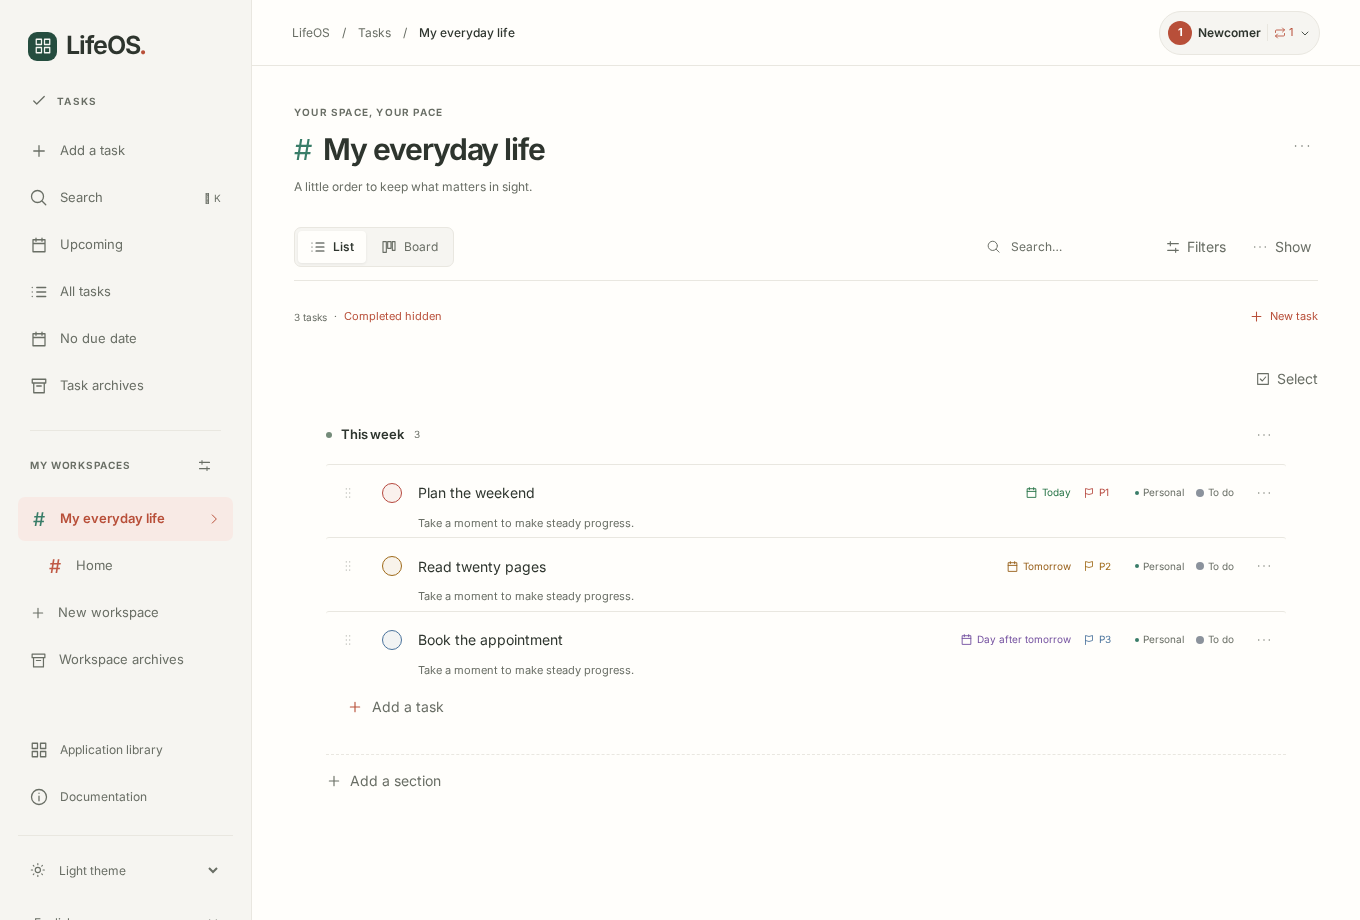 LifeOS.
TASKS
Add a task
Search K
Upcoming
All tasks
No due date
Task archives
MY WORKSPACES
# My everyday life
# Home
New workspace
Workspace archives
Application library
Documentation
Light theme
LifeOS / Tasks / My everyday life
1 Newcomer 1
YOUR SPACE, YOUR PACE
# My everyday life
A little order to keep what matters in sight.
List Board Search... Filters Show
3 tasks · Completed hidden New task
Select
This week 3
Plan the weekend Today P1 Personal To do
Take a moment to make steady progress.
Read twenty pages Tomorrow P2 Personal To do
Take a moment to make steady progress.
Book the appointment Day after tomorrow P3 Personal To do
Take a moment to make steady progress.
Add a task
Add a section